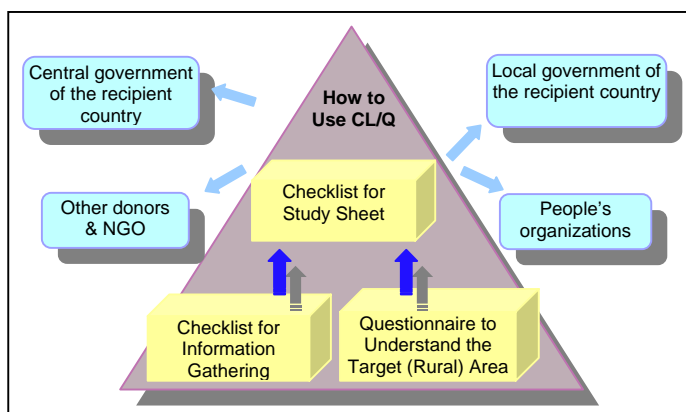 Central government
of the recipient
country
How to
Use CL/Q
Local government of
the recipient country
Checklist for
Study Sheet
Other donors
& NGO
People's
organizations
Checklist for
Information
Gathering
Questionnaire to
Understand the
Target (Rural) Area